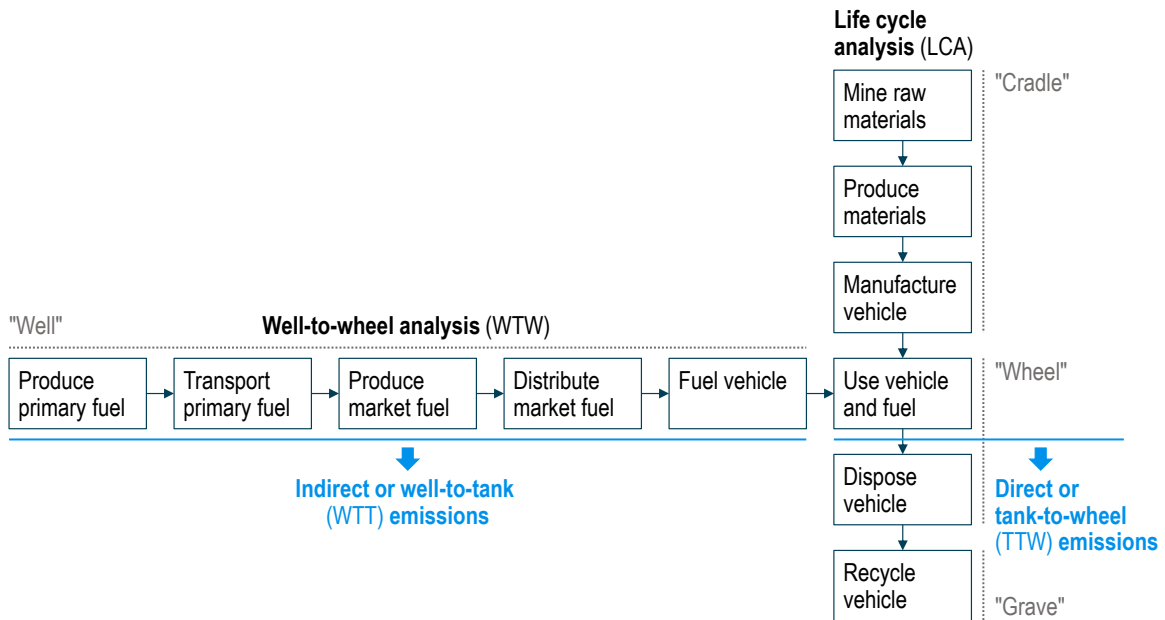 Life cycle
analysis (LCA)
Mine raw
materials
"Cradle"
Produce
materials
Manufacture
vehicle
"Well"
Well-to-wheel analysis (WTW)
Produce
primary fuel
Transport
primary fuel
Produce
market fuel
Distribute
market fuel
Fuel vehicle
Use vehicle
and fuel
"Wheel"
Indirect or well-to-tank
(WTT) emissions
Dispose
vehicle
Direct or
tank-to-wheel
(TTW) emissions
Recycle
vehicle
"Grave"